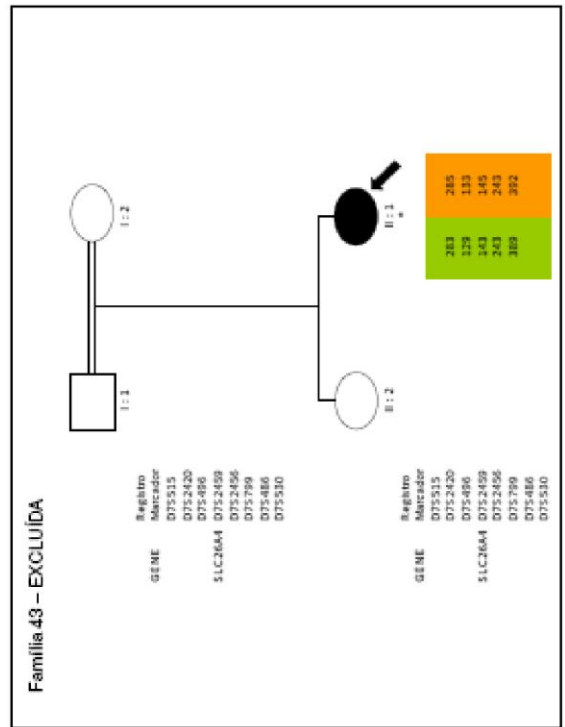 Família 43 – EXCLUÍDA
I : 1
I : 2
Registro
GENE Marcador
D7S515
D7S2420
D7S496
SLC26A4 D7S2459
D7S2456
D7S799
D7S486
D7S530
II : 2
II : 1
*
Registro
GENE Marcador
D7S515
D7S2420 283 285
D7S496 129 133
SLC26A4 D7S2459 143 145
D7S2456 243 243
D7S799 389 392
D7S486
D7S530